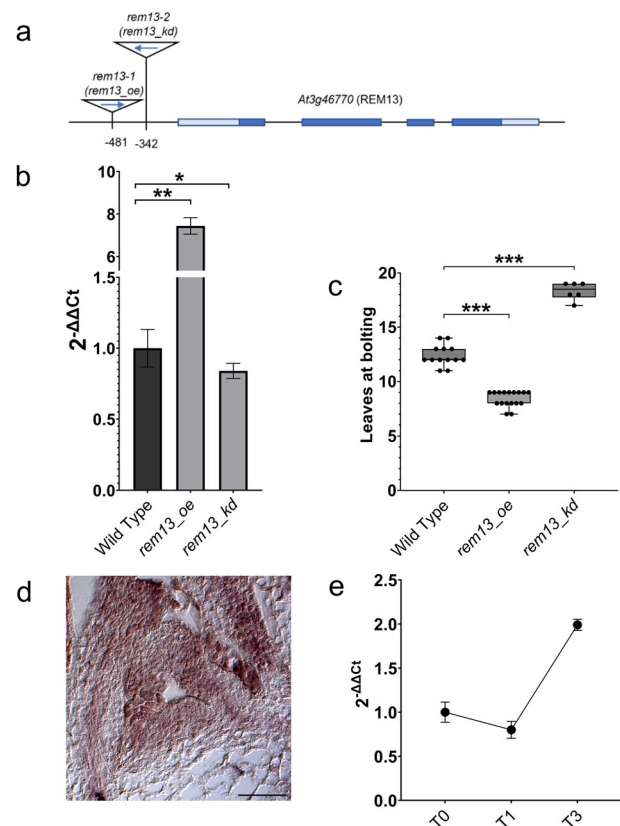 a
rem13-2
(rem13_kd)
rem13-1
(rem13_oe)
At3g46770 (REM13)
-481
-342
b
10
8
6
1.5
1.0
0.5
0.0
2-ΔΔCt
*
**
Wild Type
rem13_oe
rem13_kd
c
20
15
10
5
0
Leaves at bolting
***
***
Wild Type
rem13_oe
rem13_kd
d
e
2.5
2.0
1.5
1.0
0.5
0.0
2-ΔΔCt
T0
T1
T3